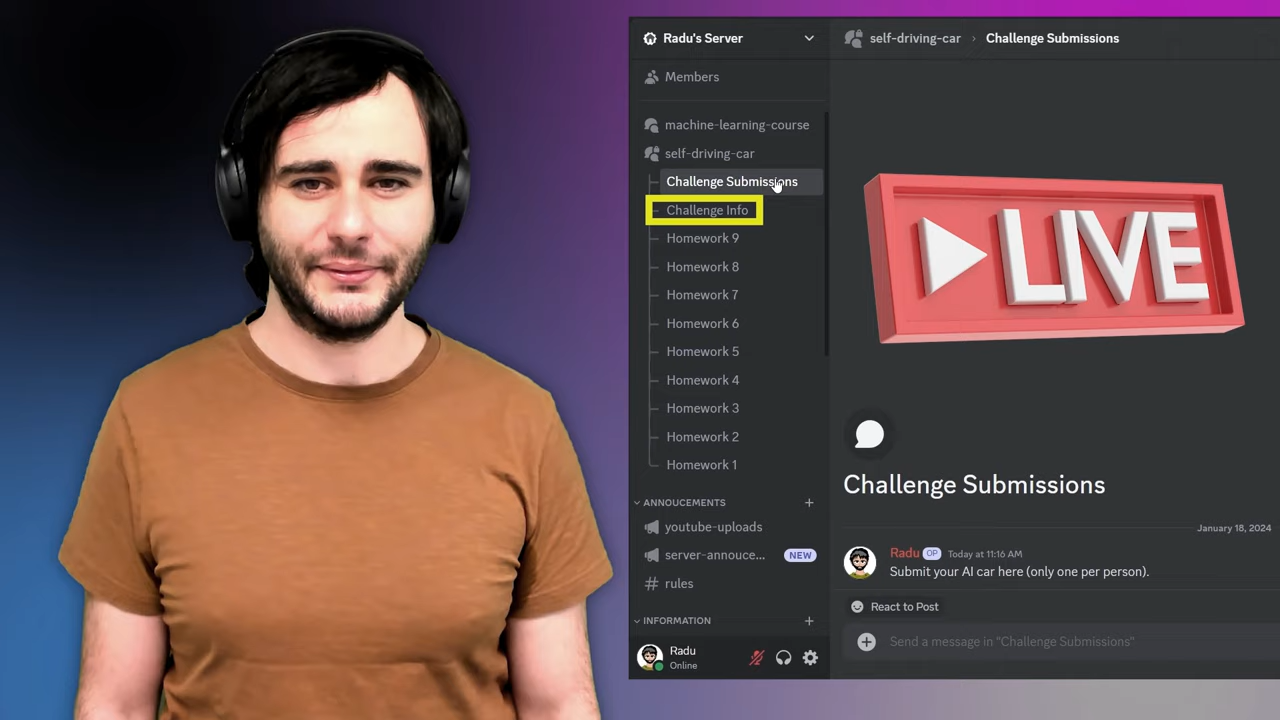 Radu's Server
Members
machine-learning-course
self-driving-car
Challenge Submissions
Challenge Info
Homework 9
Homework 8
Homework 7
Homework 6
Homework 5
Homework 4
Homework 3
Homework 2
Homework 1
ANNOUCEMENTS
youtube-uploads
server-annouce... NEW
# rules
INFORMATION
Radu
Online
self-driving-car › Challenge Submissions
LIVE
Challenge Submissions
January 18, 2024
Radu OP Today at 11:16 AM
Submit your AI car here (only one per person).
React to Post
Send a message in "Challenge Submissions"